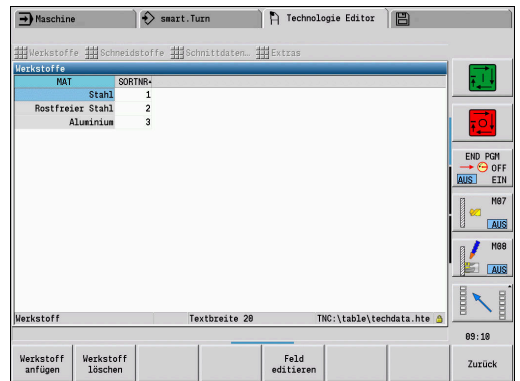 Maschine smart.Turn Technologie Editor
Werkstoffe Schneidstoffe Schnittdaten… Extras
Werkstoffe
MAT SORTNR
Stahl 1
Rostfreier Stahl 2
Aluminium 3
END PGM
OFF
AUS EIN
M07
AUS
M08
AUS
Werkstoff Textbreite 20 TNC:\table\techdata.hte
09:10
Werkstoff anfügen
Werkstoff löschen
Feld editieren
Zurück